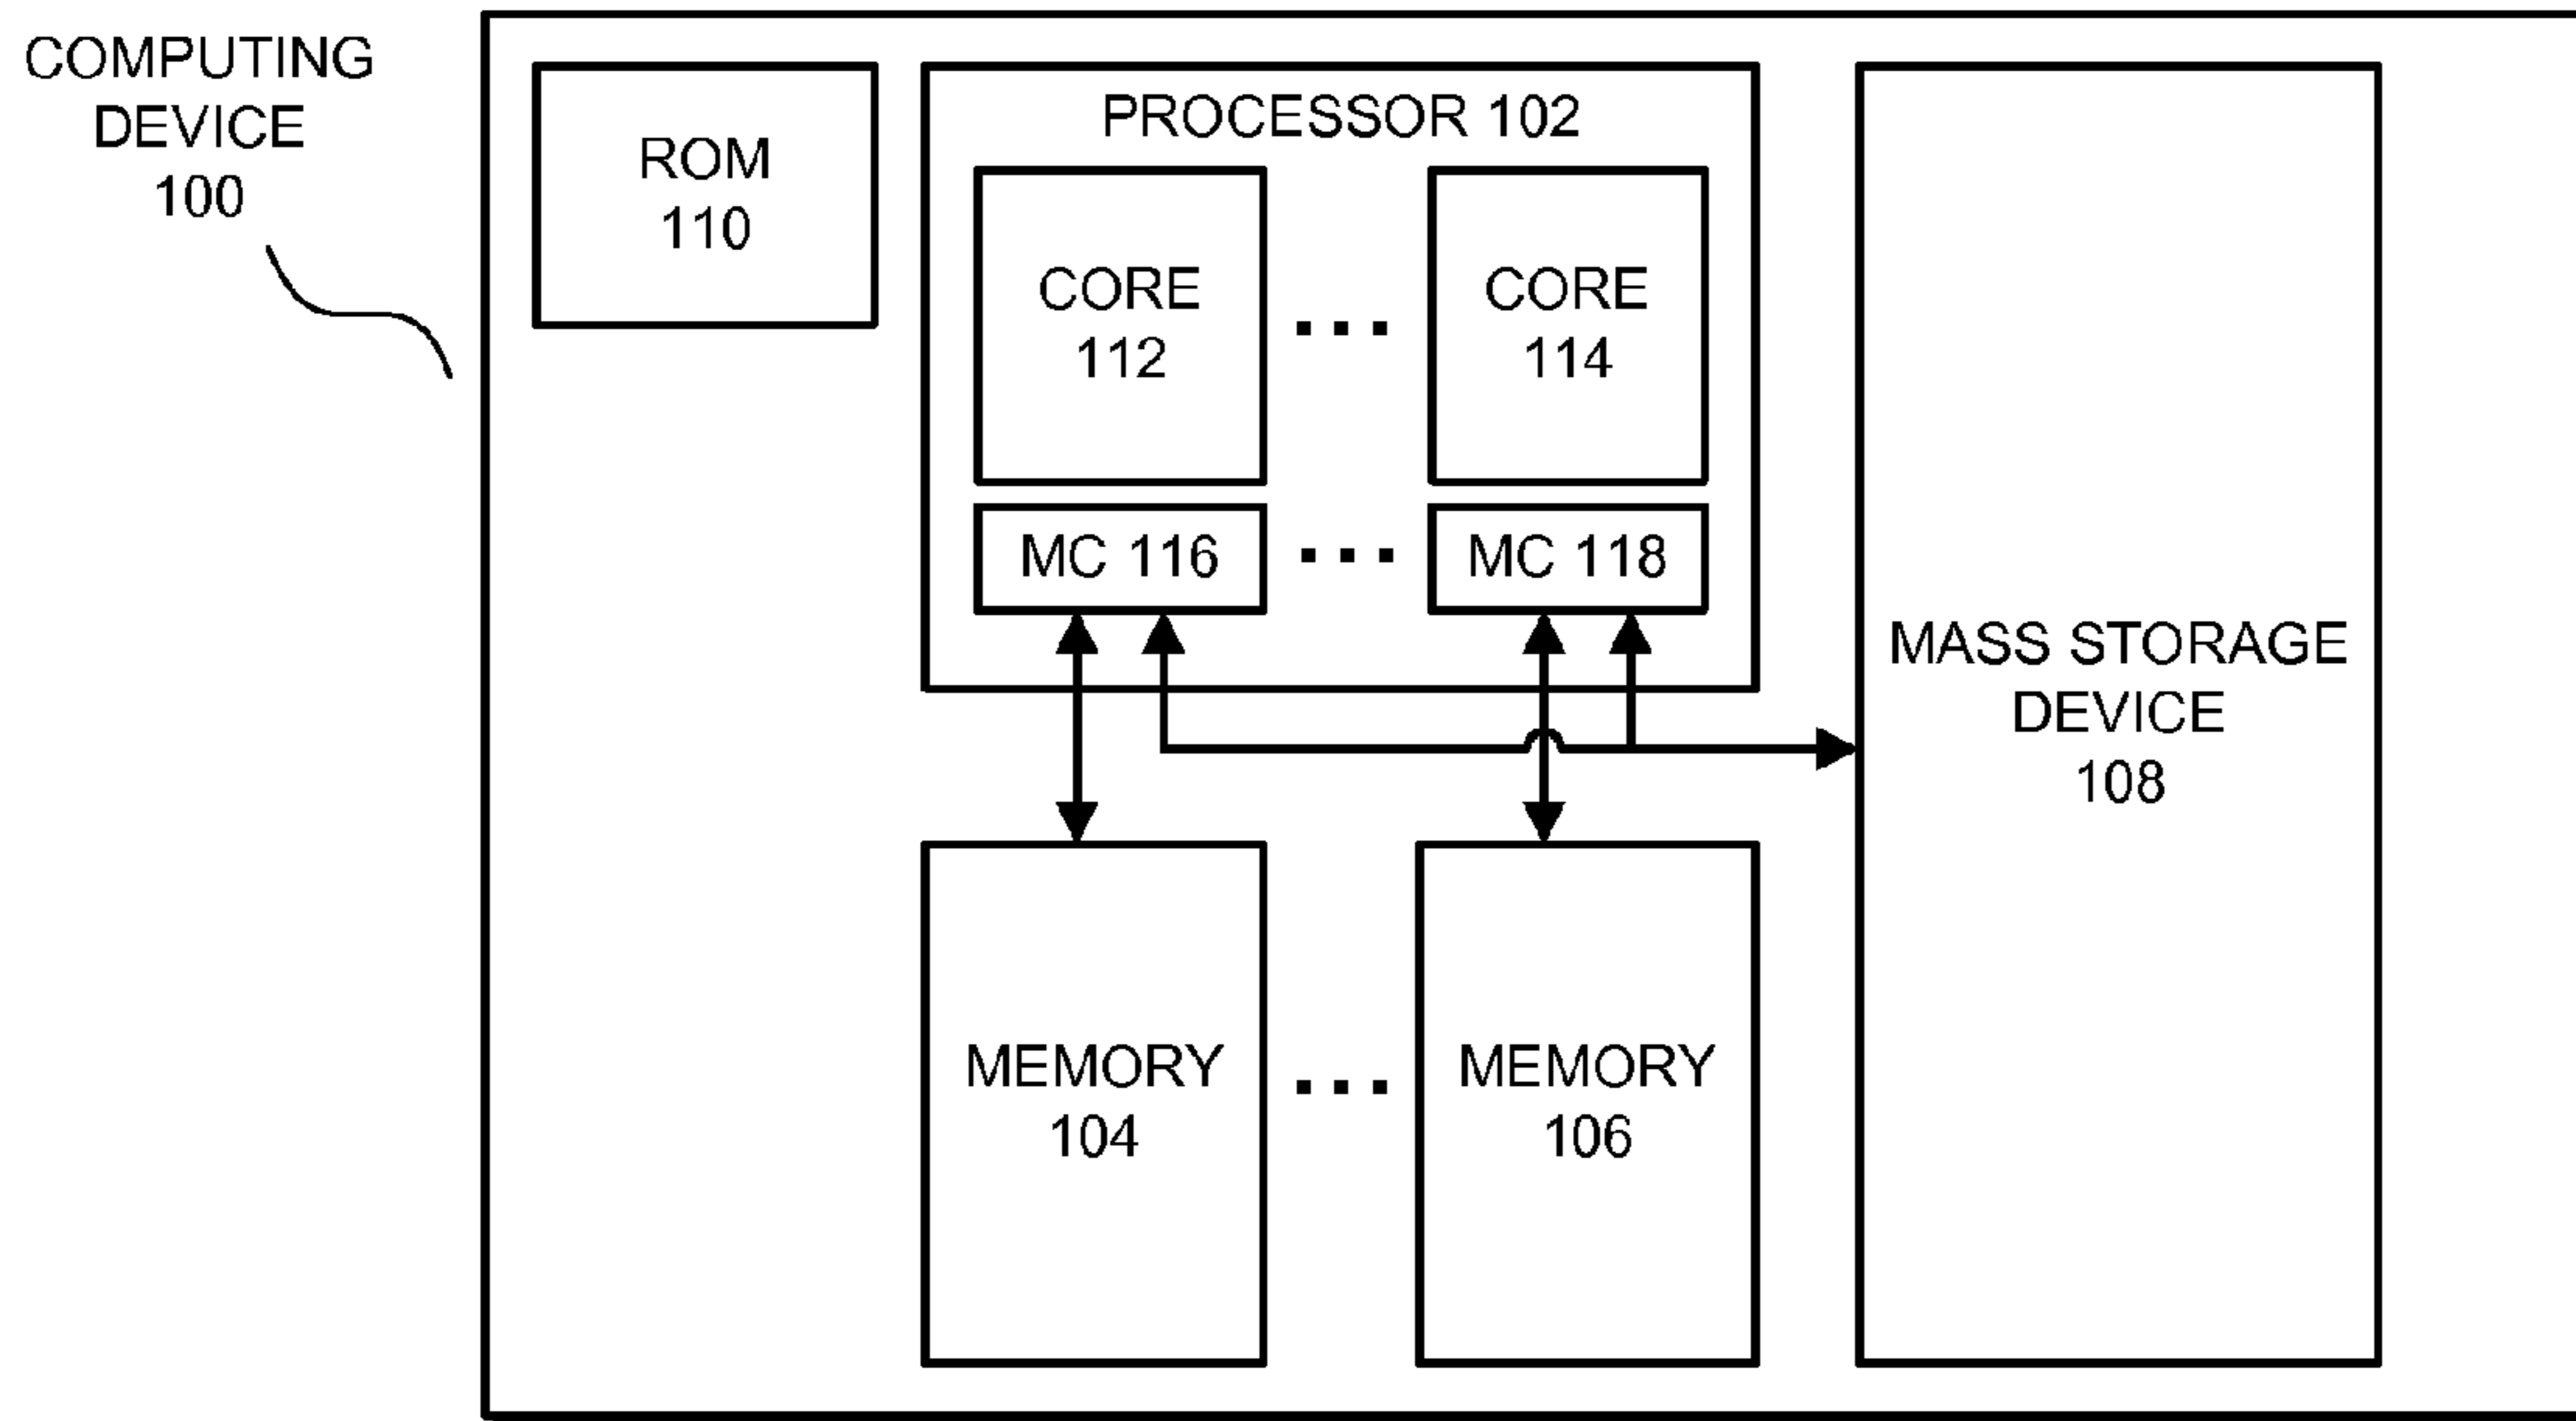 COMPUTING
DEVICE
100
ROM
110
PROCESSOR 102
CORE
112
...
CORE
114
MC 116
...
MC 118
MASS STORAGE
DEVICE
108
MEMORY
104
...
MEMORY
106